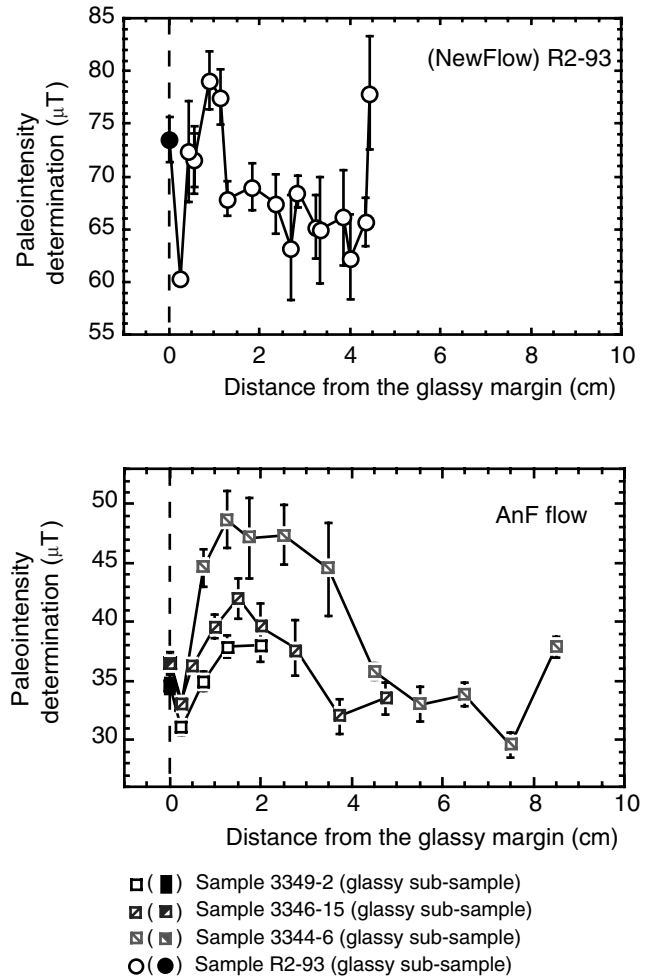 85
80
75
70
65
60
55
Paleointensity
determination (μT)
(NewFlow) R2-93
0 2 4 6 8 10
Distance from the glassy margin (cm)
50
45
40
35
30
Paleointensity
determination (μT)
AnF flow
0 2 4 6 8 10
Distance from the glassy margin (cm)
( ) Sample 3349-2 (glassy sub-sample)
( ) Sample 3346-15 (glassy sub-sample)
( ) Sample 3344-6 (glassy sub-sample)
( ) Sample R2-93 (glassy sub-sample)